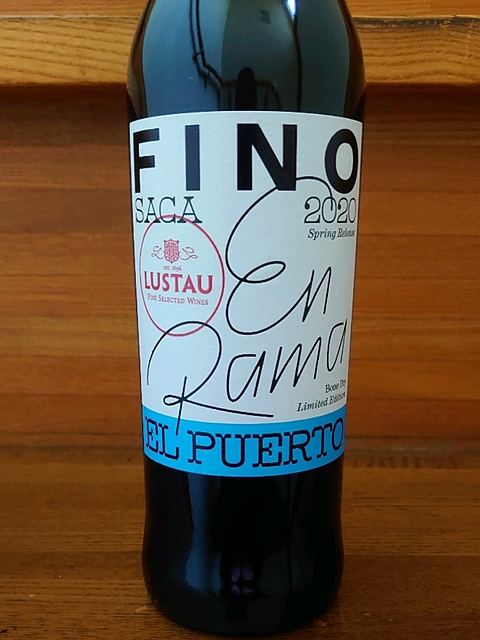 FINO
SACA 2020
Spring Release
EST. 1896
LUSTAU
FINE SELECTED WINES
En
Rama
Bone Dry
Limited Edition
EL PUERTO